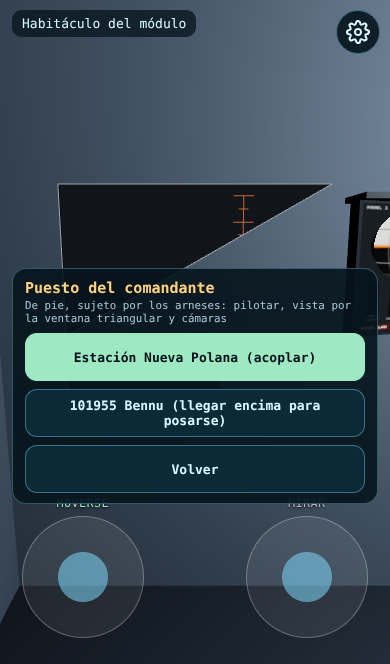 Habitáculo del módulo
Puesto del comandante
De pie, sujeto por los arneses: pilotar, vista por
la ventana triangular y cámaras
Estación Nueva Polana (acoplar)
101955 Bennu (llegar encima para
posarse)
Volver
MOVERSE
MIRAR